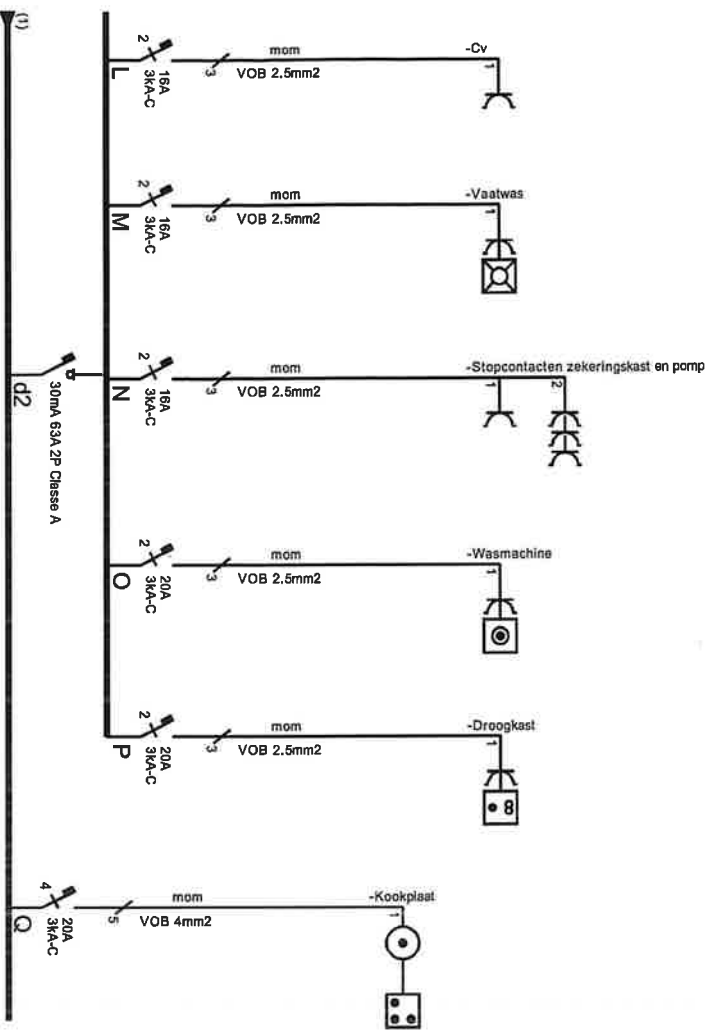 (1)
-Cv
1
mom
VOB 2.5mm2
3
2
16A
3kA-C
L
-Vaatwas
1
mom
VOB 2.5mm2
3
2
16A
3kA-C
M
-Stopcontacten zekeringskast en pomp
1
2
mom
VOB 2.5mm2
3
2
16A
3kA-C
N
d2
30mA 63A 2P Classe A
-Wasmachine
1
mom
VOB 2.5mm2
3
2
20A
3kA-C
O
-Droogkast
1
mom
VOB 2.5mm2
3
2
20A
3kA-C
P
-Kookplaat
1
mom
VOB 4mm2
5
4
20A
3kA-C
Q